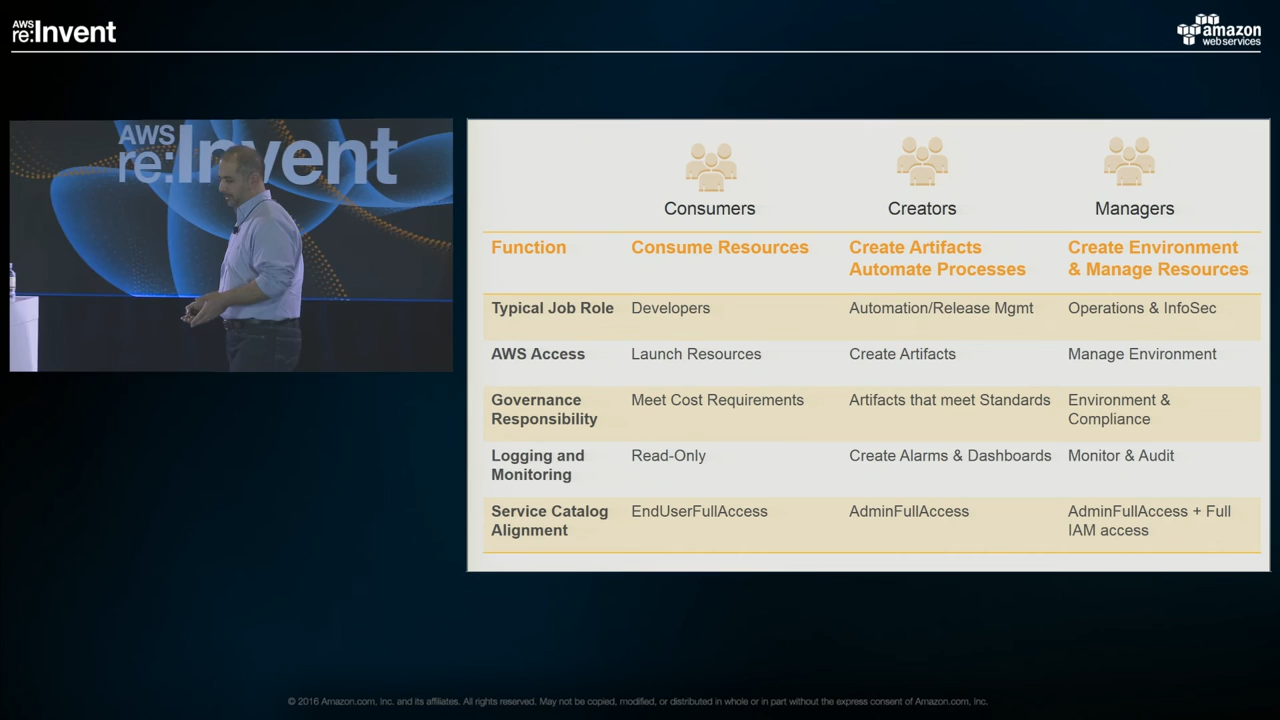 AWS
re:Invent
amazon
web services
AWS
re:Invent
Consumers Creators Managers
Function Consume Resources Create Artifacts Create Environment
Automate Processes & Manage Resources
Typical Job Role Developers Automation/Release Mgmt Operations & InfoSec
AWS Access Launch Resources Create Artifacts Manage Environment
Governance Meet Cost Requirements Artifacts that meet Standards Environment &
Responsibility Compliance
Logging and Read-Only Create Alarms & Dashboards Monitor & Audit
Monitoring
Service Catalog EndUserFullAccess AdminFullAccess AdminFullAccess + Full
Alignment IAM access
© 2016 Amazon.com, Inc. and its affiliates. All rights reserved. May not be copied, modified, or distributed in whole or in part without the express consent of Amazon.com, Inc.